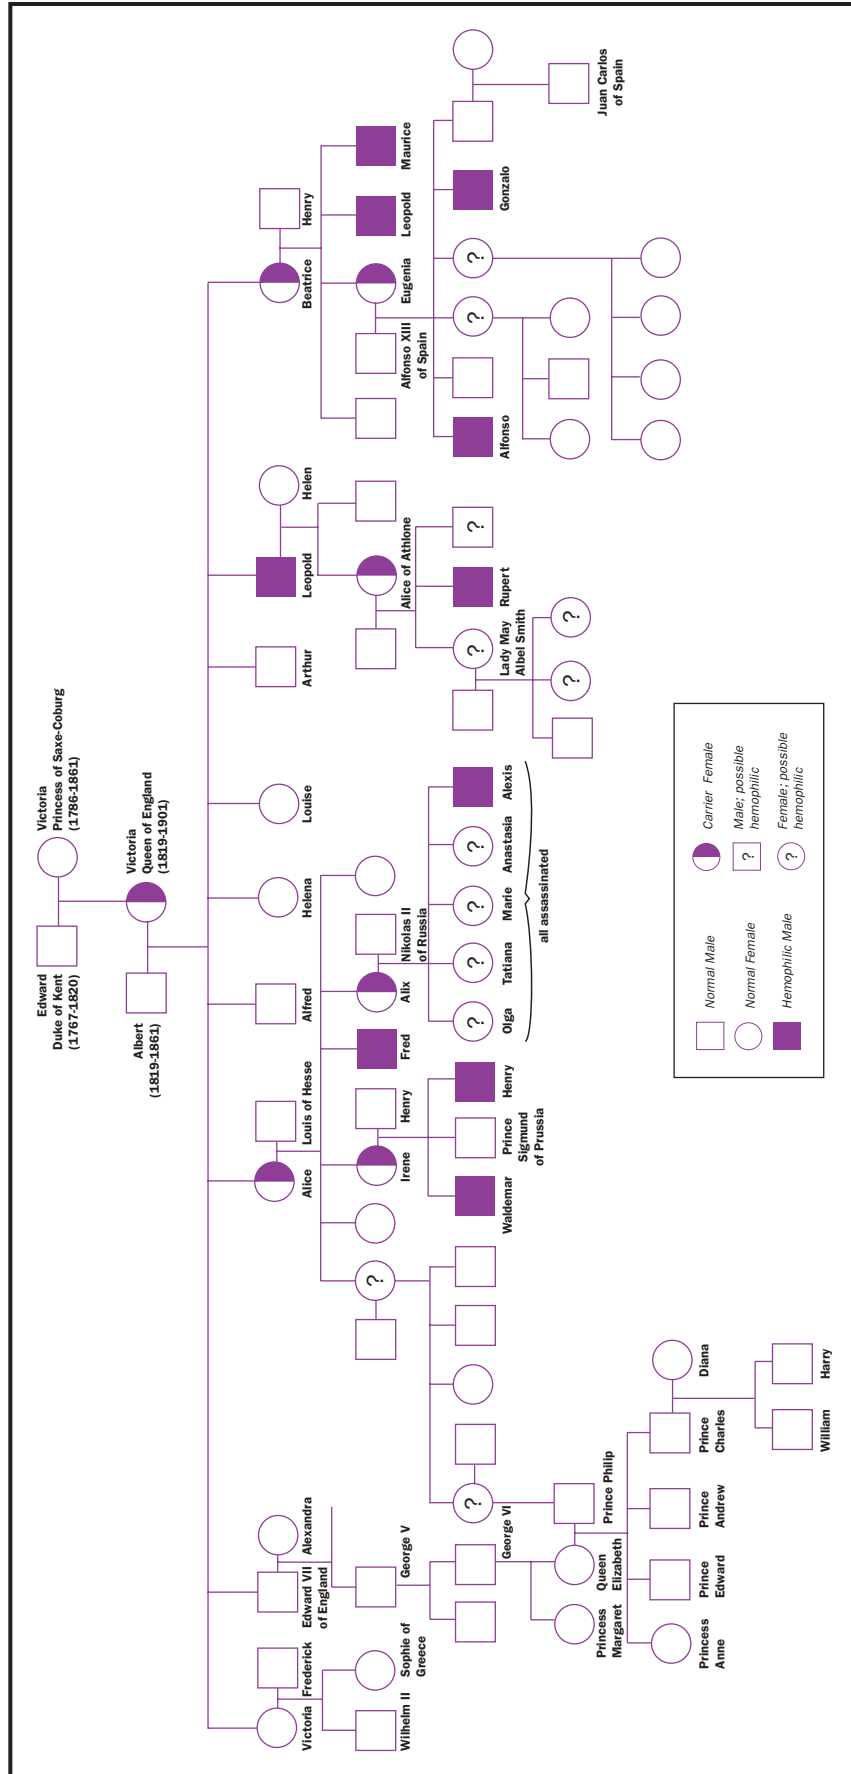 Edward
Duke of Kent
(1767-1820)
Victoria
Princess of Saxe-Coburg
(1786-1861)
Albert
(1819-1861)
Victoria
Queen of England
(1819-1901)
Victoria
Frederick
Edward VII
of England
Alexandra
Alice
Louis of Hesse
Alfred
Helena
Louise
Arthur
Leopold
Helen
Beatrice
Henry
Wilhelm II
Sophie of
Greece
George V
?
Irene
Henry
Fred
Alix
Nikolas II
of Russia
Alice of Athlone
Alfonso XIII
of Spain
Eugenia
Leopold
Maurice
George VI
?
Waldemar
Prince
Sigmund
of Prussia
Henry
?
Olga
?
Tatiana
?
Marie
?
Anastasia
Alexis
all assassinated
?
Lady May
Albel Smith
Rupert
?
Alfonso
?
?
Gonzalo
Princess
Margaret
Queen
Elizabeth
Prince Philip
?
?
Juan Carlos
of Spain
Princess
Anne
Prince
Edward
Prince
Andrew
Prince
Charles
Diana
William
Harry
Normal Male
Normal Female
Hemophilic Male
Carrier Female
?
Male; possible
hemophilic
?
Female; possible
hemophilic